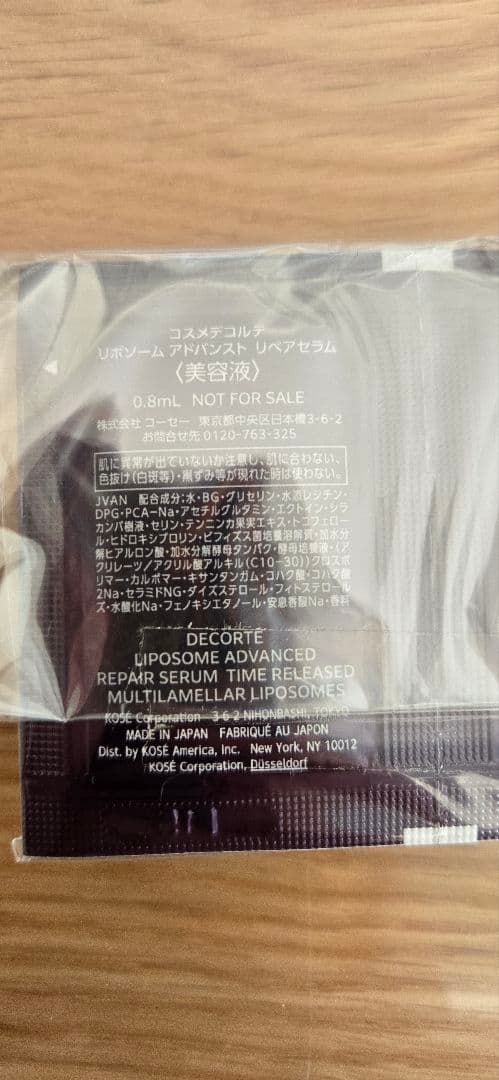 コスメデコルテ
リポソーム アドバンスト リペアセラム
〈美容液〉
0.8mL NOT FOR SALE
株式会社 コーセー 東京都中央区日本橋3-6-2
お問合せ先 0120-763-325
肌に異常が出ていないか注意し、肌に合わない、
色抜け(白斑等)・黒ずみ等が現れた時は使わない。
JVAN 配合成分:水・BG・グリセリン・水添レシチン・
DPG・PCA-Na・アセチルグルタミン・エクトイン・シラ
カンバ樹液・セリン・テンニンカ果実エキス・トコフェロー
ル・ヒドロキシプロリン・ビフィズス菌培養溶解質・加水分
解ヒアルロン酸・加水分解酵母タンパク・酵母培養液・(ア
クリレーツ/アクリル酸アルキル(C10-30))クロスポ
リマー・カルボマー・キサンタンガム・コハク酸・コハク酸
2Na・セラミドNG・ダイズステロール・フィトステロール
ズ・水酸化Na・フェノキシエタノール・安息香酸Na・香料
DECORTÉ
LIPOSOME ADVANCED
REPAIR SERUM TIME RELEASED
MULTILAMELLAR LIPOSOMES
KOSÉ Corporation 3-6-2 NIHONBASHI, TOKYO
MADE IN JAPAN FABRIQUÉ AU JAPON
Dist. by KOSÉ America, Inc. New York, NY 10012
KOSÉ Corporation, Düsseldorf